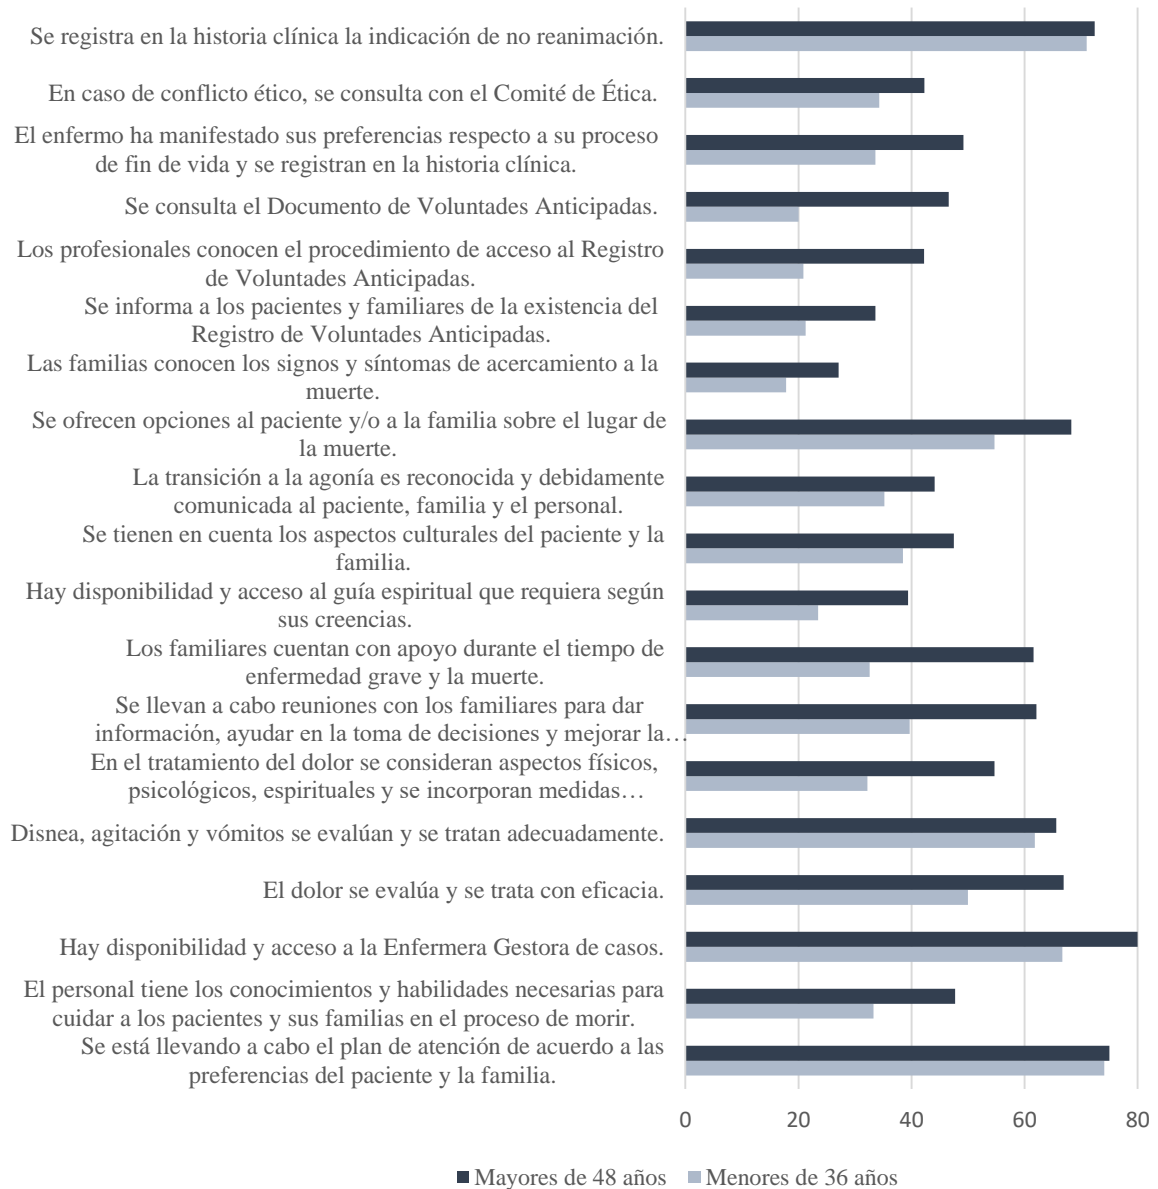 Se registra en la historia clínica la indicación de no reanimación.
En caso de conflicto ético, se consulta con el Comité de Ética.
El enfermo ha manifestado sus preferencias respecto a su proceso
de fin de vida y se registran en la historia clínica.
Se consulta el Documento de Voluntades Anticipadas.
Los profesionales conocen el procedimiento de acceso al Registro
de Voluntades Anticipadas.
Se informa a los pacientes y familiares de la existencia del
Registro de Voluntades Anticipadas.
Las familias conocen los signos y síntomas de acercamiento a la
muerte.
Se ofrecen opciones al paciente y/o a la familia sobre el lugar de
la muerte.
La transición a la agonía es reconocida y debidamente
comunicada al paciente, familia y el personal.
Se tienen en cuenta los aspectos culturales del paciente y la
familia.
Hay disponibilidad y acceso al guía espiritual que requiera según
sus creencias.
Los familiares cuentan con apoyo durante el tiempo de
enfermedad grave y la muerte.
Se llevan a cabo reuniones con los familiares para dar
información, ayudar en la toma de decisiones y mejorar la…
En el tratamiento del dolor se consideran aspectos físicos,
psicológicos, espirituales y se incorporan medidas…
Disnea, agitación y vómitos se evalúan y se tratan adecuadamente.
El dolor se evalúa y se trata con eficacia.
Hay disponibilidad y acceso a la Enfermera Gestora de casos.
El personal tiene los conocimientos y habilidades necesarias para
cuidar a los pacientes y sus familias en el proceso de morir.
Se está llevando a cabo el plan de atención de acuerdo a las
preferencias del paciente y la familia.
0 20 40 60 80
Mayores de 48 años Menores de 36 años